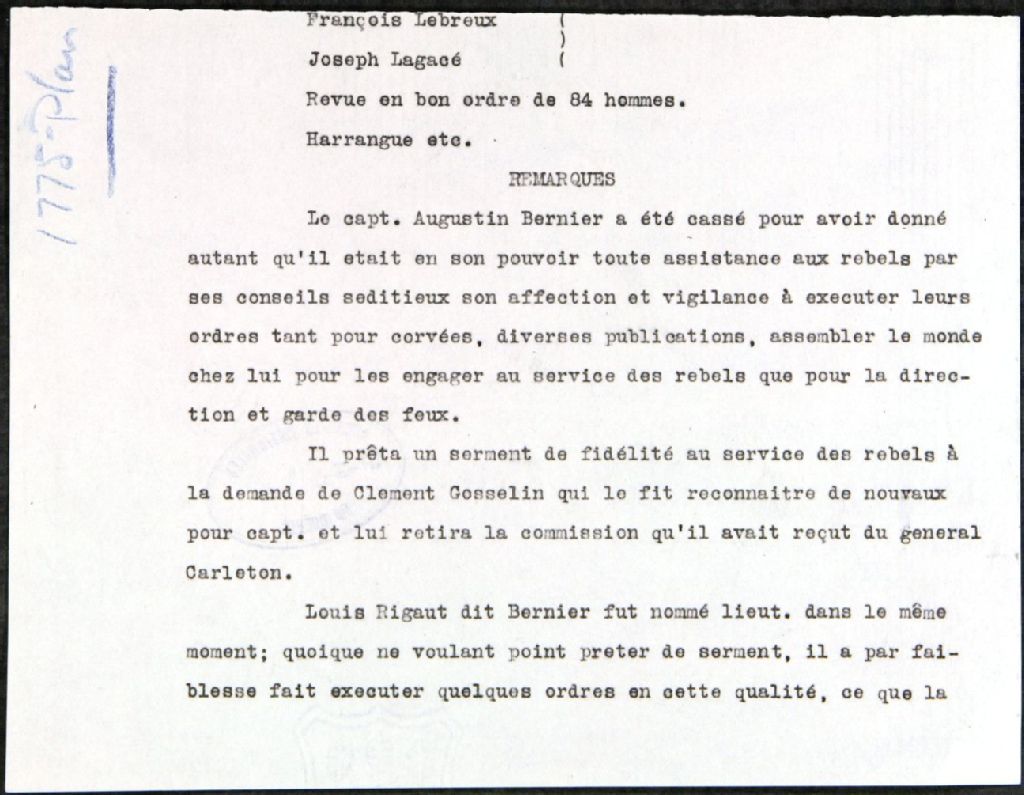 1775-Plan
François Lebreux (
)
Joseph Lagacé (
Revue en bon ordre de 84 hommes.
Harrangue etc.
REMARQUES
Le capt. Augustin Bernier a été cassé pour avoir donné
autant qu'il etait en son pouvoir toute assistance aux rebels par
ses conseils seditieux son affection et vigilance à executer leurs
ordres tant pour corvées, diverses publications, assembler le monde
chez lui pour les engager au service des rebels que pour la direc-
tion et garde des feux.
Il prêta un serment de fidélité au service des rebels à
la demande de Clement Gosselin qui le fit reconnaitre de nouvaux
pour capt. et lui retira la commission qu'il avait reçut du general
Carleton.
Louis Rigaut dit Bernier fut nommé lieut. dans le même
moment; quoique ne voulant point preter de serment, il a par fai-
blesse fait executer quelques ordres en cette qualité, ce que la